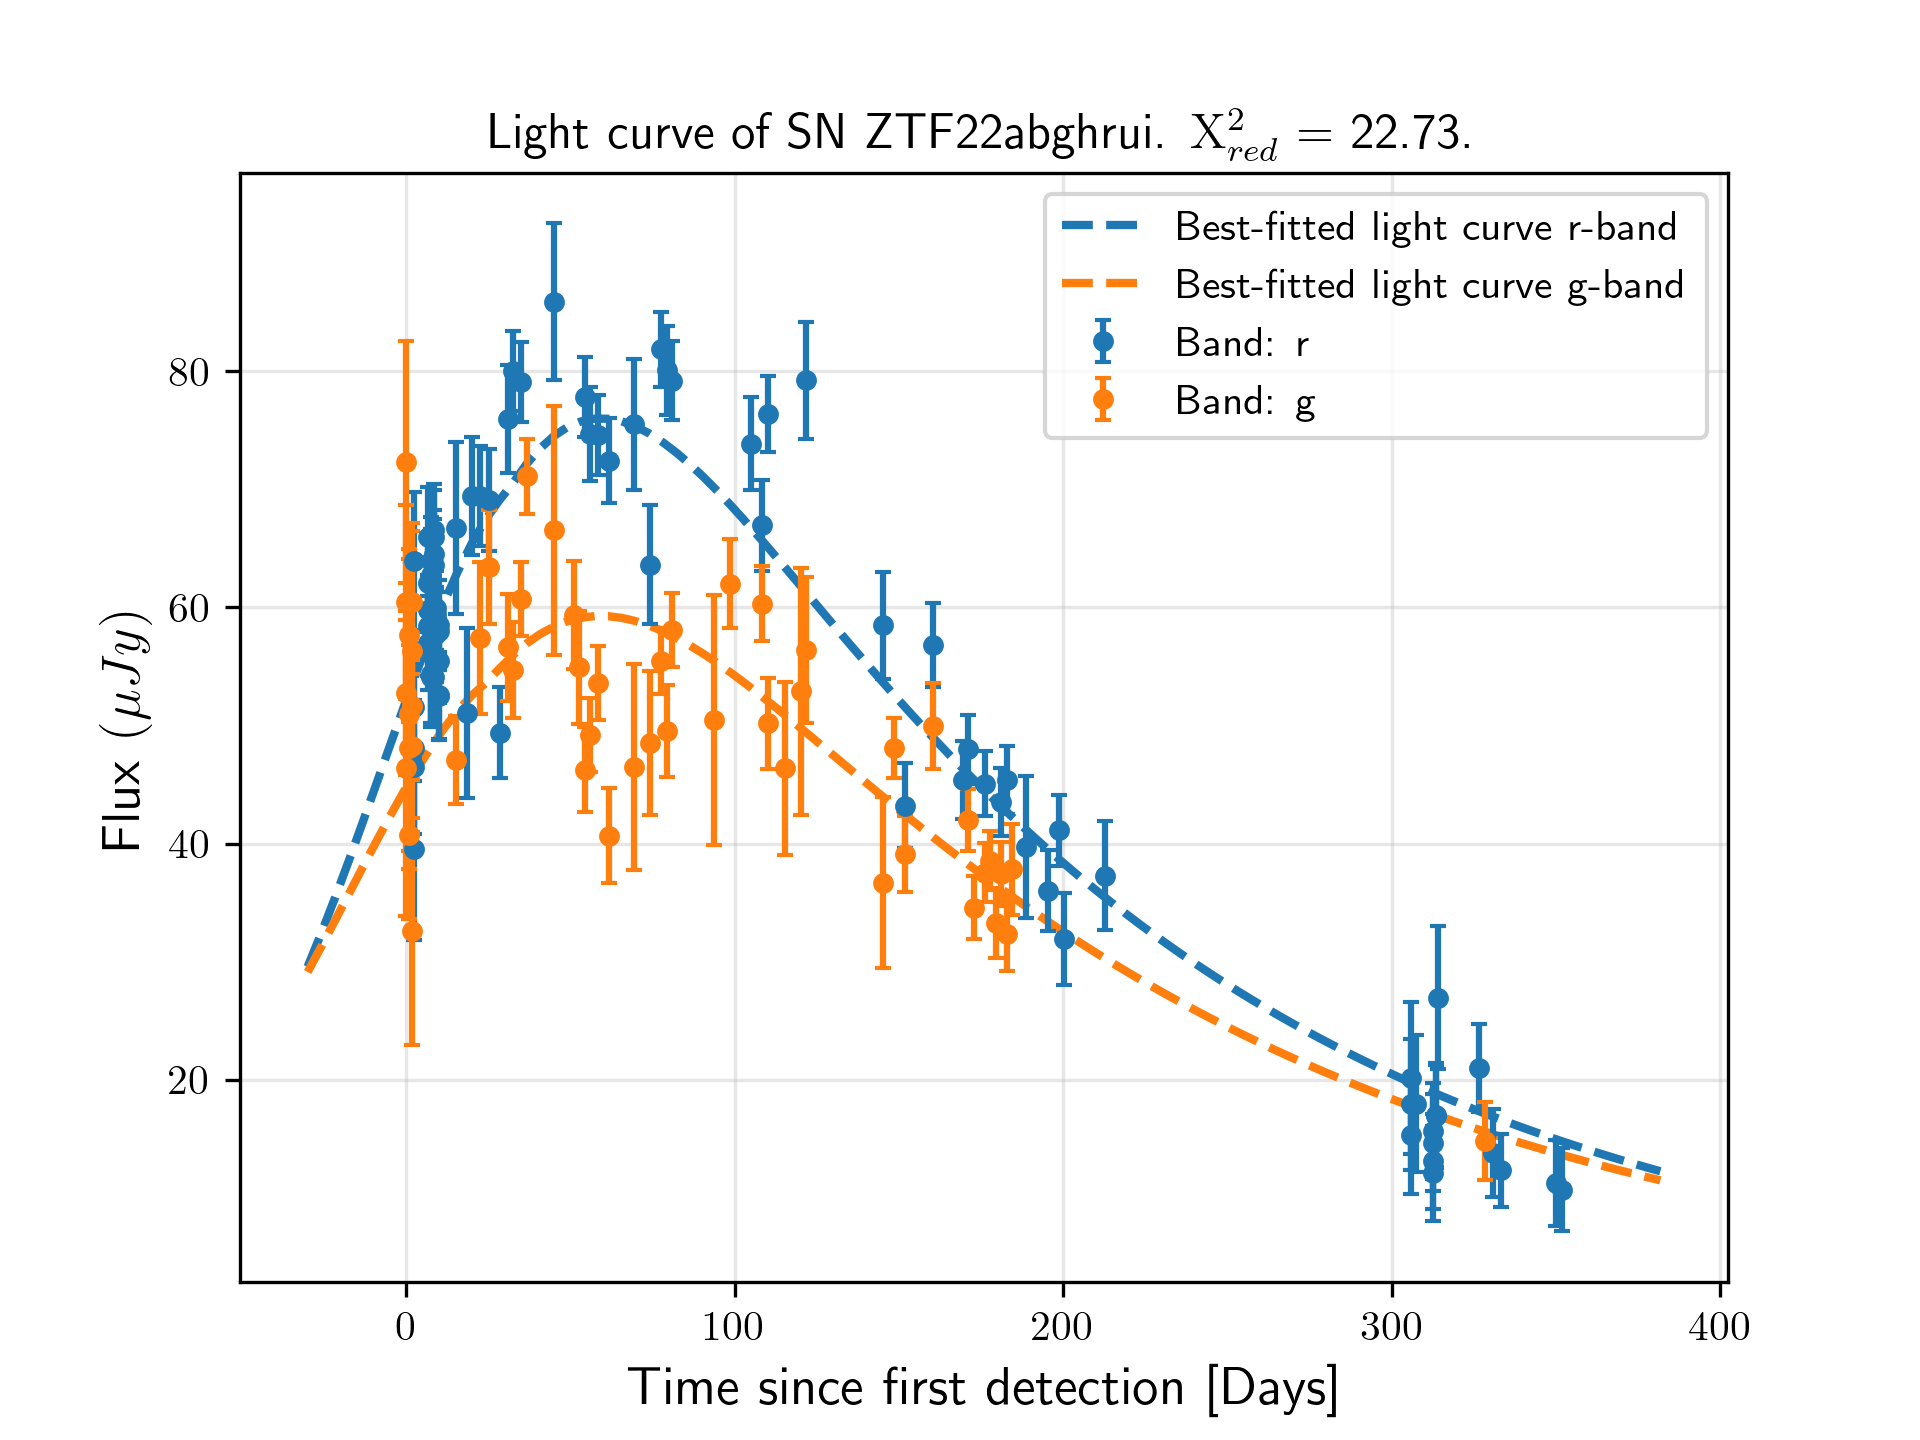 Light curve of SN ZTF22abghrui. X²_red = 22.73.
Best-fitted light curve r-band
Best-fitted light curve g-band
Band: r
Band: g
80
60
40
20
Flux (μJy)
0 100 200 300 400
Time since first detection [Days]